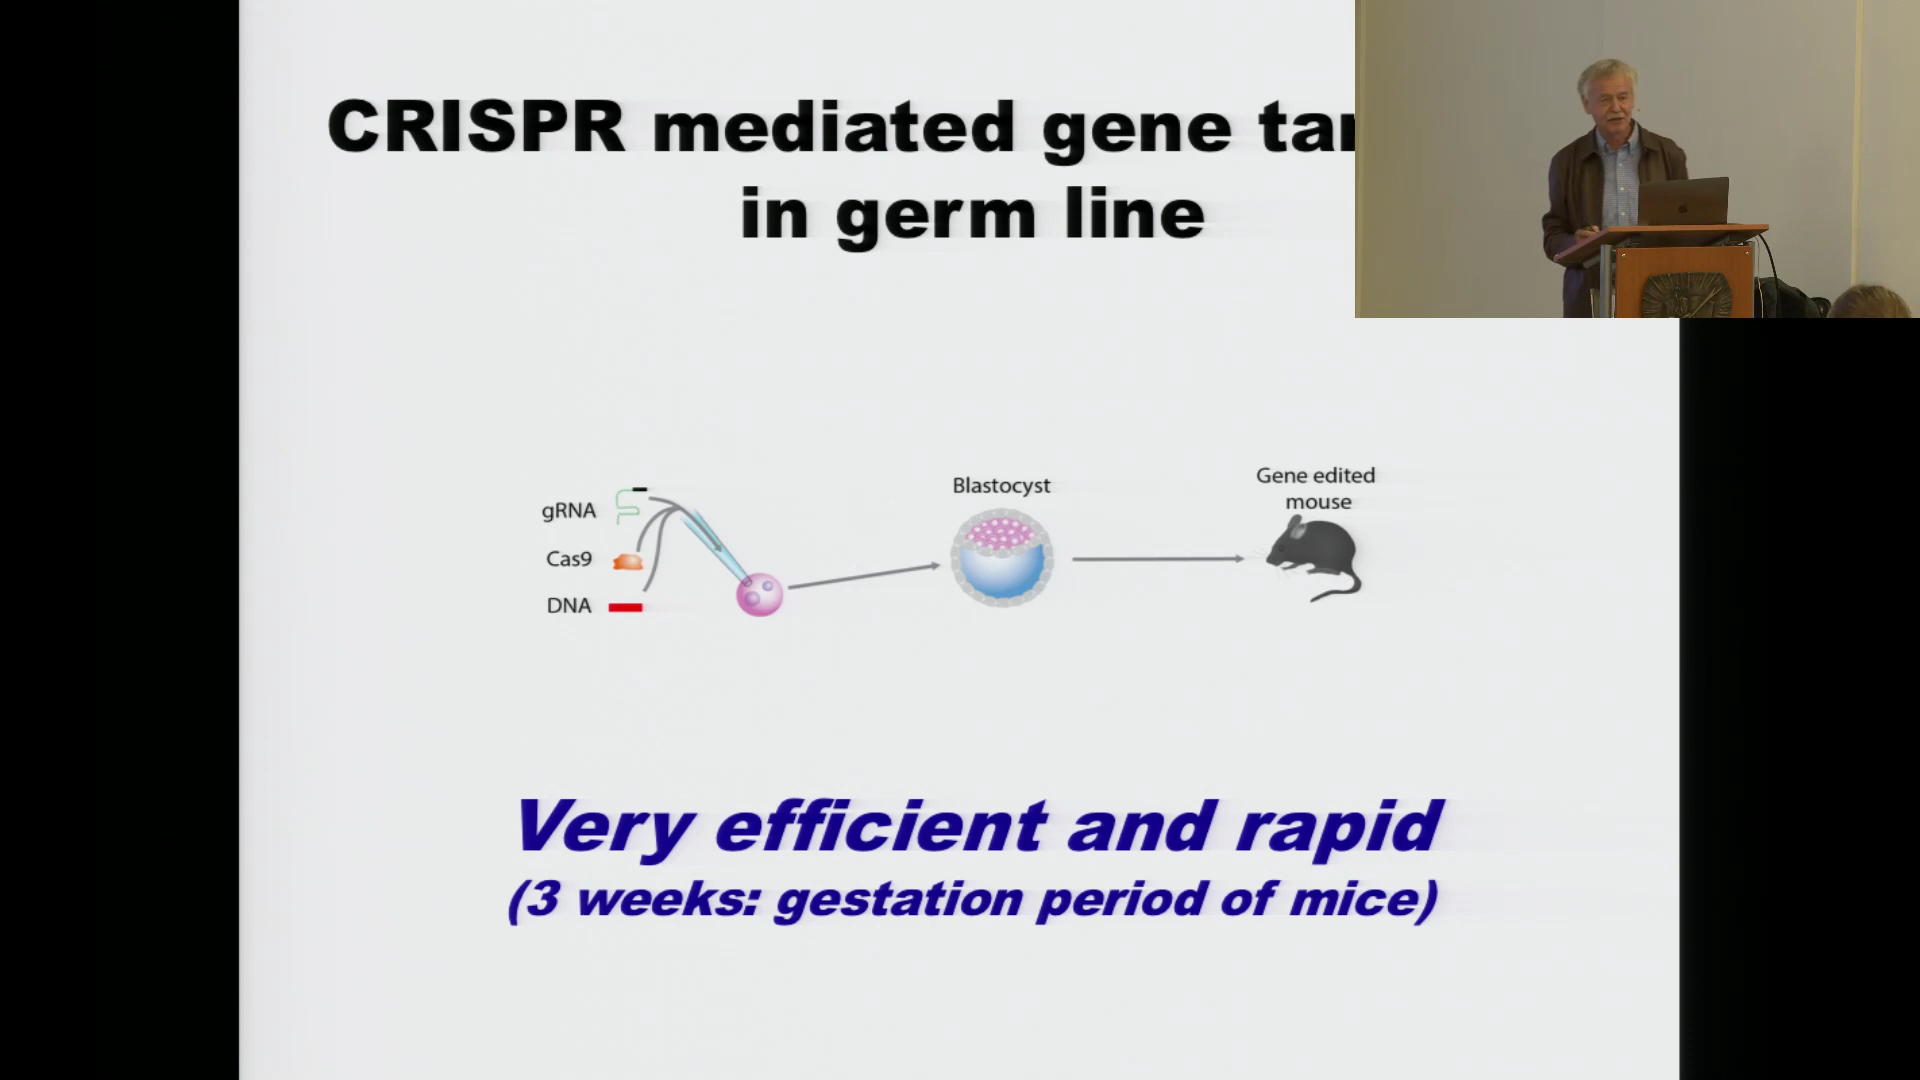 CRISPR mediated gene
in germ line
gRNA
Cas9
DNA
Blastocyst
Gene edited
mouse
Very efficient and rapid
(3 weeks: gestation period of mice)